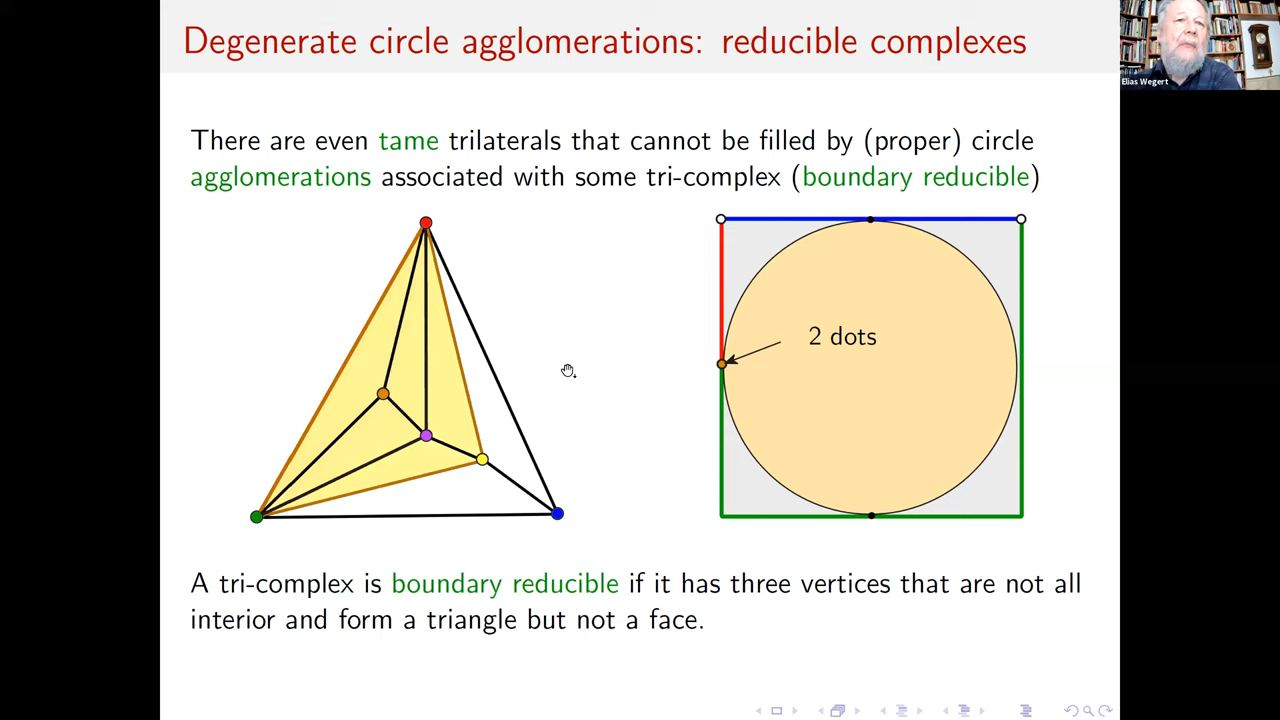 Degenerate circle agglomerations: reducible complexes
Elias Wegert
There are even tame trilaterals that cannot be filled by (proper) circle
agglomerations associated with some tri-complex (boundary reducible)
2 dots
A tri-complex is boundary reducible if it has three vertices that are not all
interior and form a triangle but not a face.